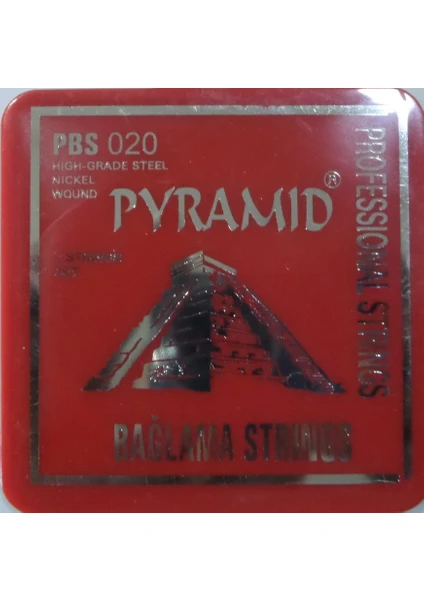 PBS 020
HIGH-GRADE STEEL
NICKEL
WOUND
PYRAMID®
PROFESSIONAL STRINGS
BAĞLAMA STRINGS